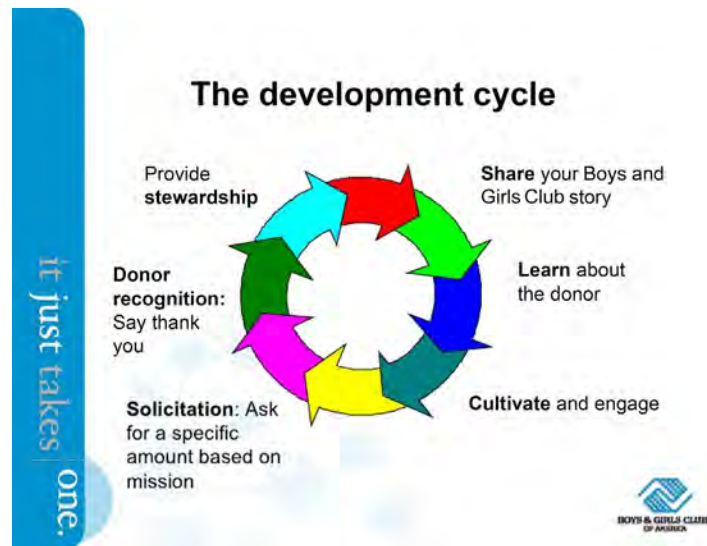 The development cycle
Provide
stewardship
Share your Boys and
Girls Club story
Donor
recognition:
Say thank
you
Learn about
the donor
Solicitation: Ask
for a specific
amount based on
mission
Cultivate and engage
it just takes one.
BOYS & GIRLS CLUBS
OF AMERICA